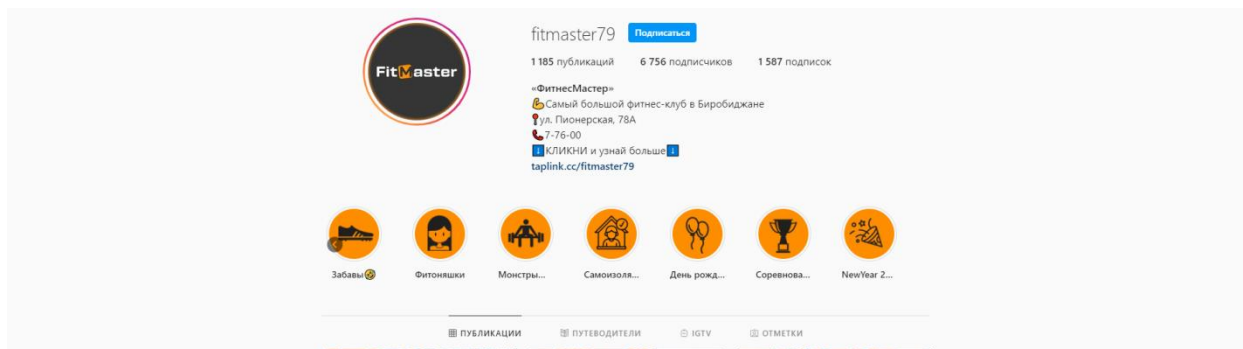 fitmaster79 Подписаться
FitMaster
1 185 публикаций 6 756 подписчиков 1 587 подписок
«ФитнесМастер»
💪Самый большой фитнес-клуб в Биробиджане
📍ул. Пионерская, 78А
📞7-76-00
⬇️КЛИКНИ и узнай больше⬇️
taplink.cc/fitmaster79
Забавы🤣 Фитоняшки Монстры... Самоизоля... День рожд... Соревнова... NewYear 2...
ПУБЛИКАЦИИ ПУТЕВОДИТЕЛИ IGTV ОТМЕТКИ